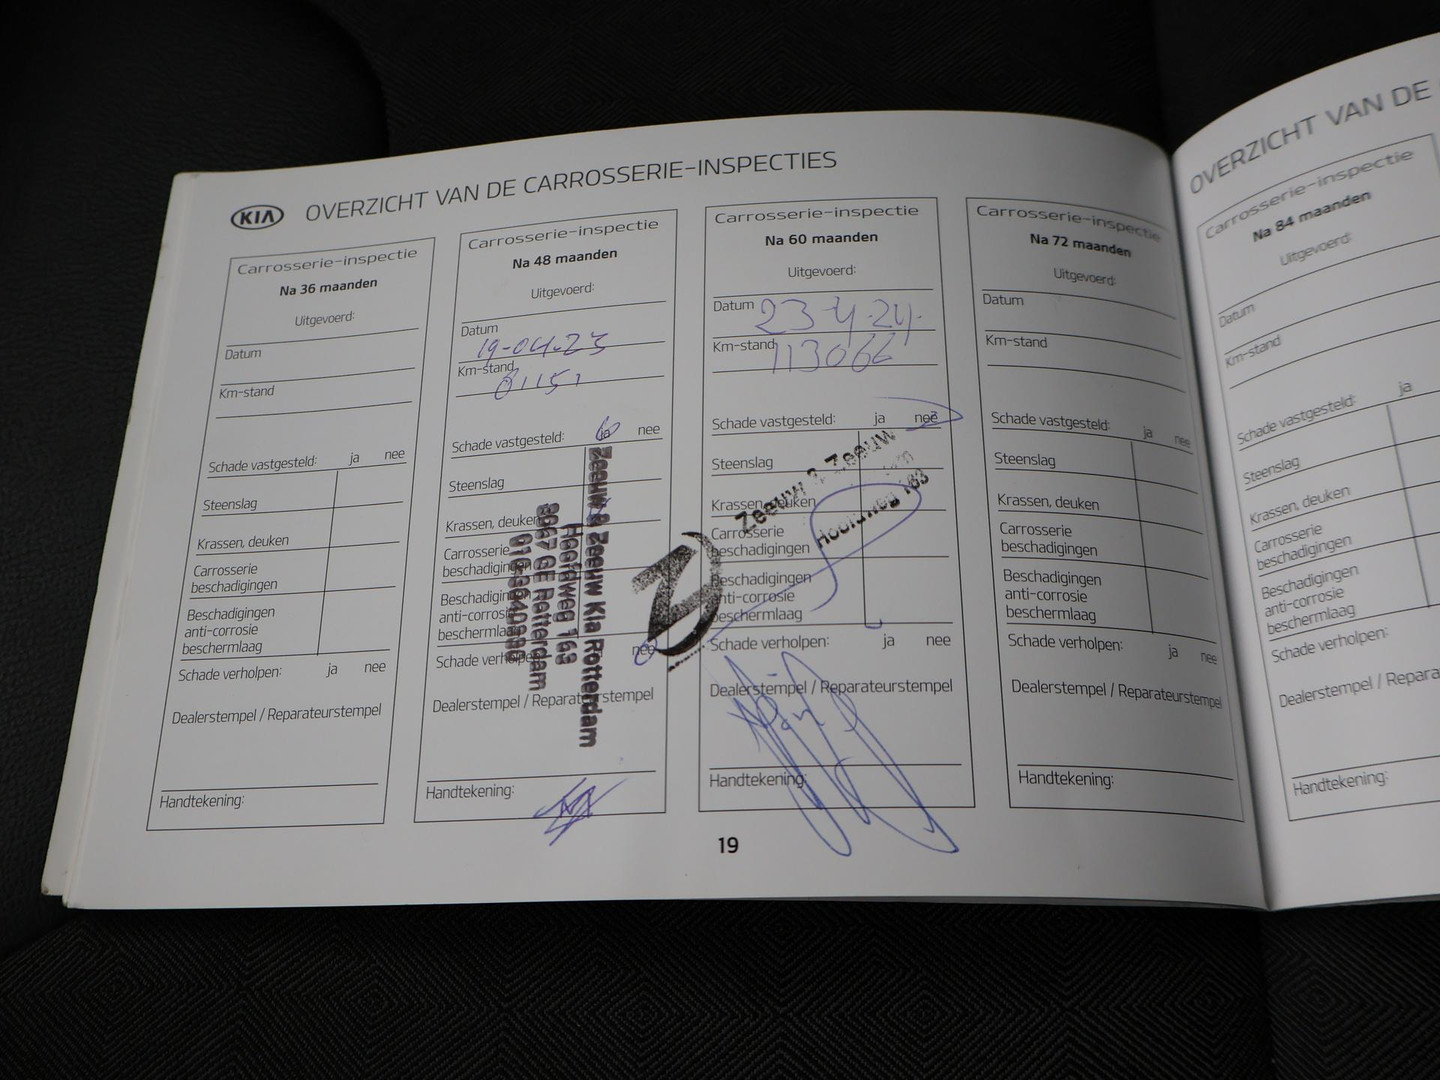 KIA OVERZICHT VAN DE CARROSSERIE-INSPECTIES
Carrosserie-inspectie
Na 36 maanden
Uitgevoerd:
Datum
Km-stand
Schade vastgesteld: ja nee
Steenslag
Krassen, deuken
Carrosserie
beschadigingen
Beschadigingen
anti-corrosie
beschermlaag
Schade verholpen: ja nee
Dealerstempel / Reparateurstempel
Handtekening:
Carrosserie-inspectie
Na 48 maanden
Uitgevoerd:
Datum
19-04-23
Km-stand
81151
Schade vastgesteld: ja nee
Steenslag
Krassen, deuken
Carrosserie
beschadigingen
Beschadigingen
anti-corrosie
beschermlaag
Schade verholpen: nee
Dealerstempel / Reparateurstempel
Handtekening:
Zeeuw & Zeeuw Kia Rotterdam
Hoofdweg 163
3067 GE Rotterdam
Carrosserie-inspectie
Na 60 maanden
Uitgevoerd:
Datum 23-4-24
Km-stand 113066
Schade vastgesteld: ja nee
Steenslag
Krassen, deuken
Carrosserie
beschadigingen
Beschadigingen
anti-corrosie
beschermlaag
Schade verholpen: ja nee
Dealerstempel / Reparateurstempel
Handtekening:
Zeeuw & Zeeuw
Hoofdweg 163
Carrosserie-inspectie
Na 72 maanden
Uitgevoerd:
Datum
Km-stand
Schade vastgesteld: ja nee
Steenslag
Krassen, deuken
Carrosserie
beschadigingen
Beschadigingen
anti-corrosie
beschermlaag
Schade verholpen: ja nee
Dealerstempel / Reparateurstempel
Handtekening:
19
OVERZICHT VAN DE
Carrosserie-inspectie
Na 84 maanden
Uitgevoerd:
Datum
Km-stand
Schade vastgesteld: ja
Steenslag
Krassen, deuken
Carrosserie
beschadigingen
Beschadigingen
anti-corrosie
beschermlaag
Schade verholpen:
Dealerstempel / Repara
Handtekening: